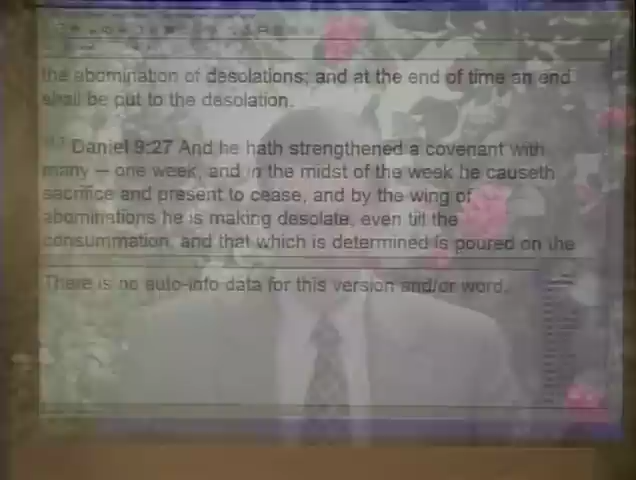 the abomination of desolations; and at the end of time an end
shall be put to the desolation.
Daniel 9:27 And he hath strengthened a covenant with
many — one week, and in the midst of the week he causeth
sacrifice and present to cease, and by the wing of
abominations he is making desolate, even till the
consummation, and that which is determined is poured on the
There is no auto-info data for this version and/or word.